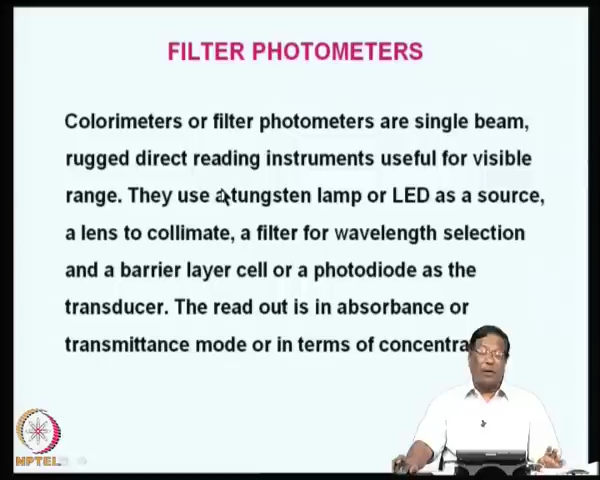 FILTER PHOTOMETERS
Colorimeters or filter photometers are single beam,
rugged direct reading instruments useful for visible
range. They use a tungsten lamp or LED as a source,
a lens to collimate, a filter for wavelength selection
and a barrier layer cell or a photodiode as the
transducer. The read out is in absorbance or
transmittance mode or in terms of concentra
NPTEL